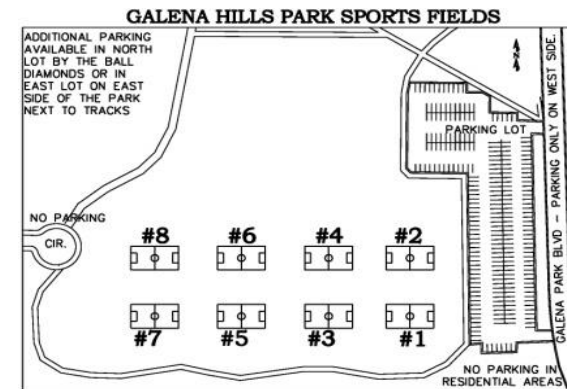 GALENA HILLS PARK SPORTS FIELDS
ADDITIONAL PARKING
AVAILABLE IN NORTH
LOT BY THE BALL
DIAMONDS OR IN
EAST LOT ON EAST
SIDE OF THE PARK
NEXT TO TRACKS
PARKING LOT
GALENA PARK BLVD - PARKING ONLY ON WEST SIDE.
NO PARKING
CIR.
#8 #6 #4 #2
#7 #5 #3 #1
NO PARKING IN
RESIDENTIAL AREAS